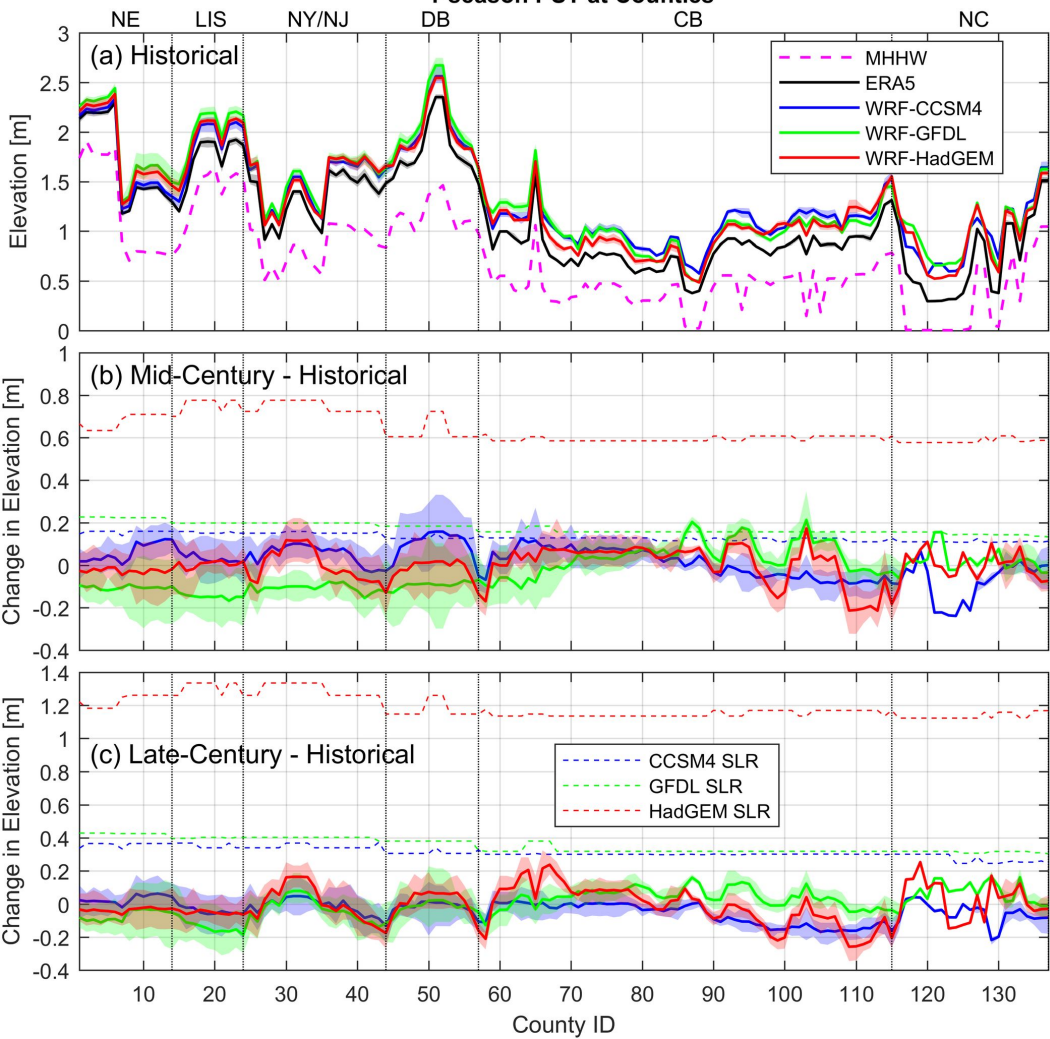 NE LIS NY/NJ DB CB NC
(a) Historical
MHHW
ERA5
WRF-CCSM4
WRF-GFDL
WRF-HadGEM
Elevation [m]
3
2.5
2
1.5
1
0.5
0
(b) Mid-Century - Historical
Change in Elevation [m]
1
0.8
0.6
0.4
0.2
0
-0.2
-0.4
(c) Late-Century - Historical
CCSM4 SLR
GFDL SLR
HadGEM SLR
Change in Elevation [m]
1.4
1.2
1
0.8
0.6
0.4
0.2
0
-0.2
-0.4
10 20 30 40 50 60 70 80 90 100 110 120 130
County ID